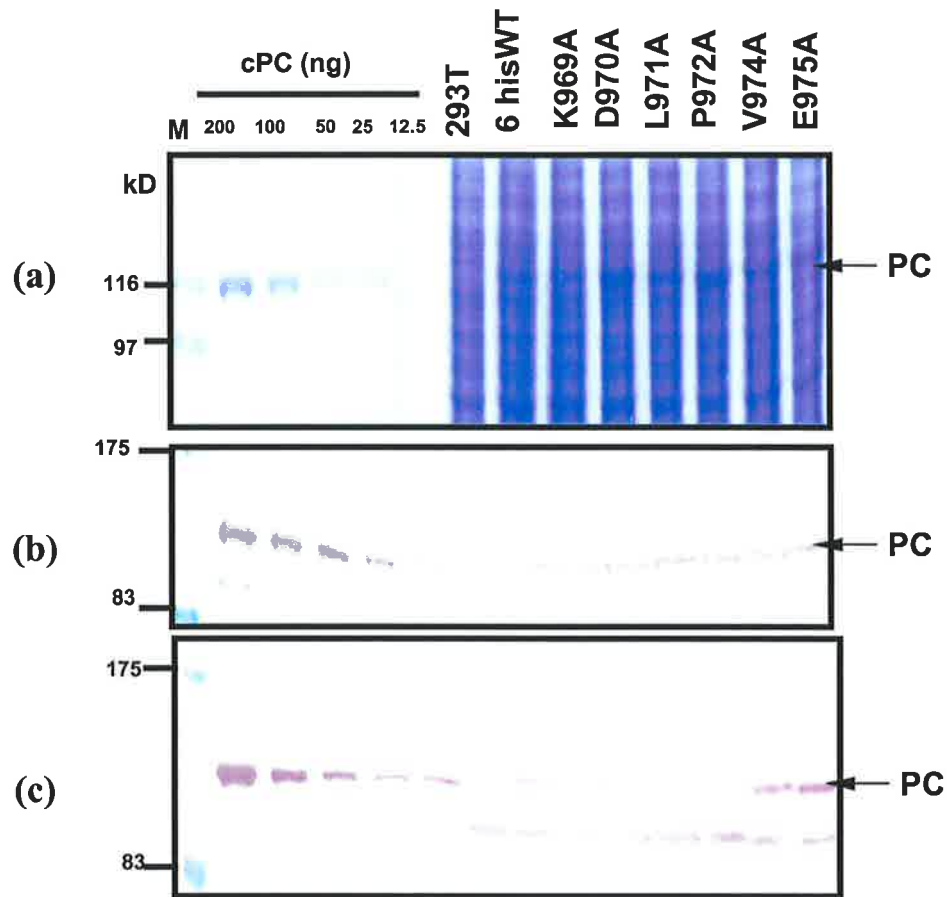 cPC (ng)
M 200 100 50 25 12.5 293T 6 hisWT K969A D970A L971A P972A V974A E975A
kD
(a)
116
97
PC
175
(b)
83
PC
175
(c)
83
PC